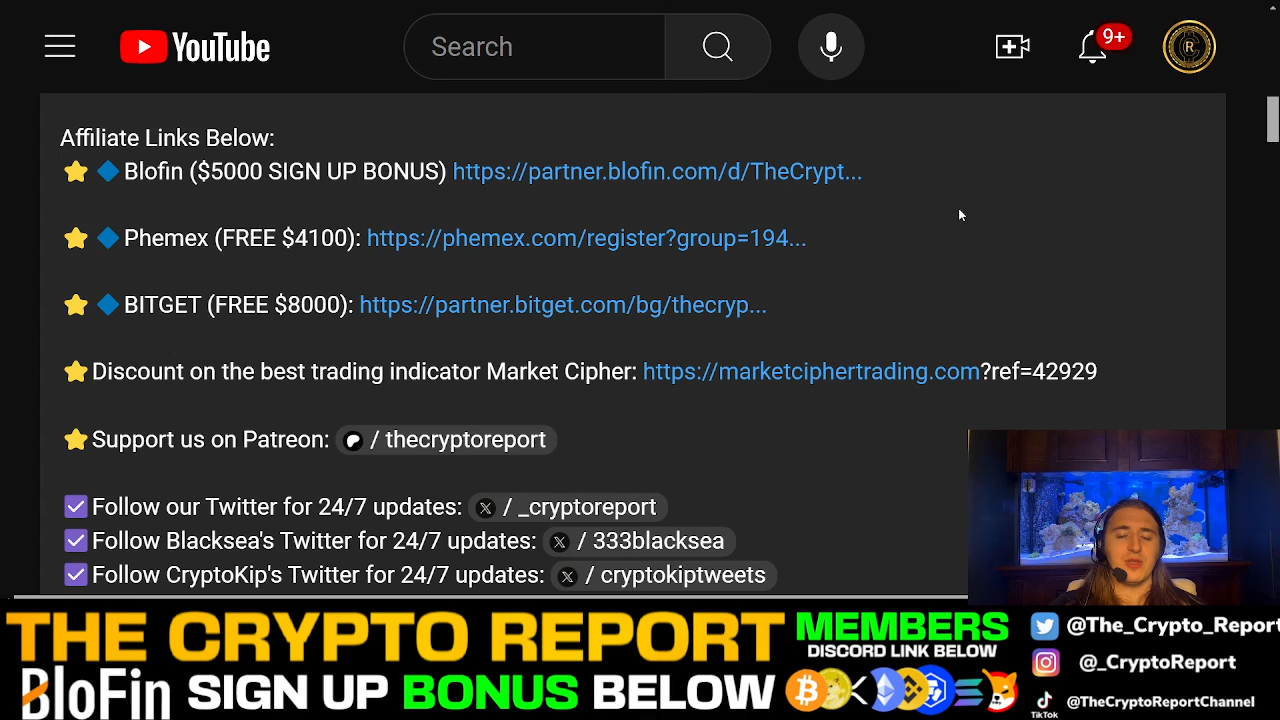 YouTube
Search
9+
R
Affiliate Links Below:
Blofin ($5000 SIGN UP BONUS) https://partner.blofin.com/d/TheCrypt...
Phemex (FREE $4100): https://phemex.com/register?group=194...
BITGET (FREE $8000): https://partner.bitget.com/bg/thecryp...
Discount on the best trading indicator Market Cipher: https://marketciphertrading.com?ref=42929
Support us on Patreon: / thecryptoreport
Follow our Twitter for 24/7 updates: / _cryptoreport
Follow Blacksea's Twitter for 24/7 updates: / 333blacksea
Follow CryptoKip's Twitter for 24/7 updates: / cryptokiptweets
THE CRYPTO REPORT
MEMBERS
DISCORD LINK BELOW
BloFin SIGN UP BONUS BELOW
@The_Crypto_Report
@_CryptoReport
TikTok
@TheCryptoReportChannel